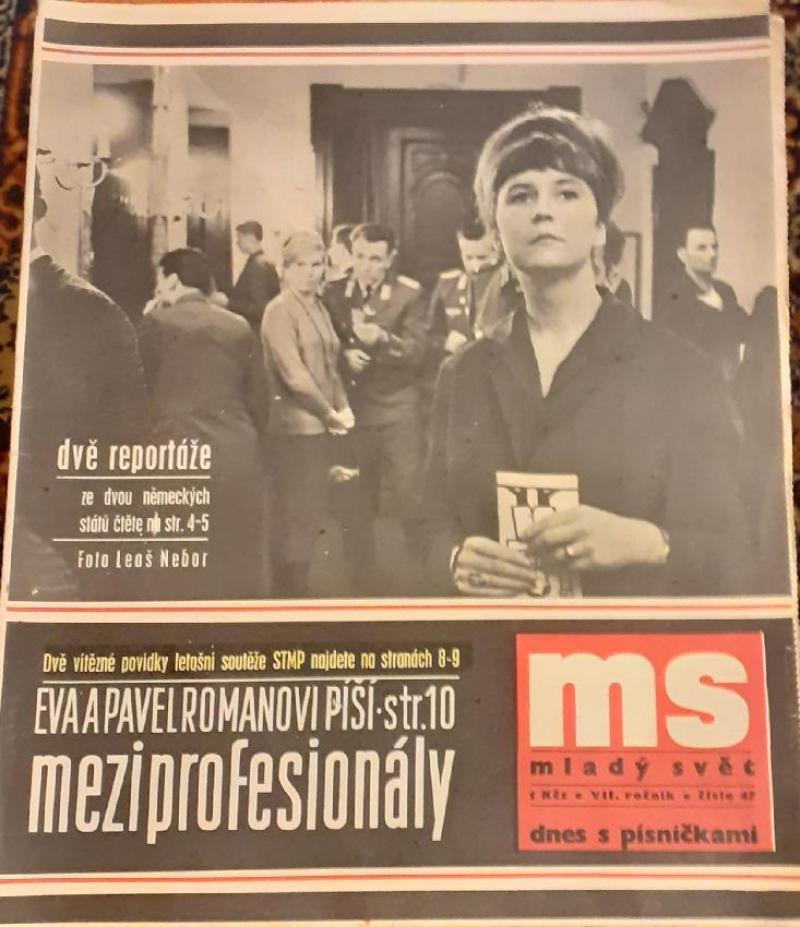 dvě reportáže
ze dvou německých
států čtěte na str. 4-5
Foto Leoš Nebor
Dvě vítězné povídky letošní soutěže STMP najdete na stranách 8-9
EVA A PAVEL ROMANOVI PÍŠÍ · str. 10
mezi profesionály
ms
mladý svět
1 Kčs • VII. ročník • číslo 47
dnes s písničkami